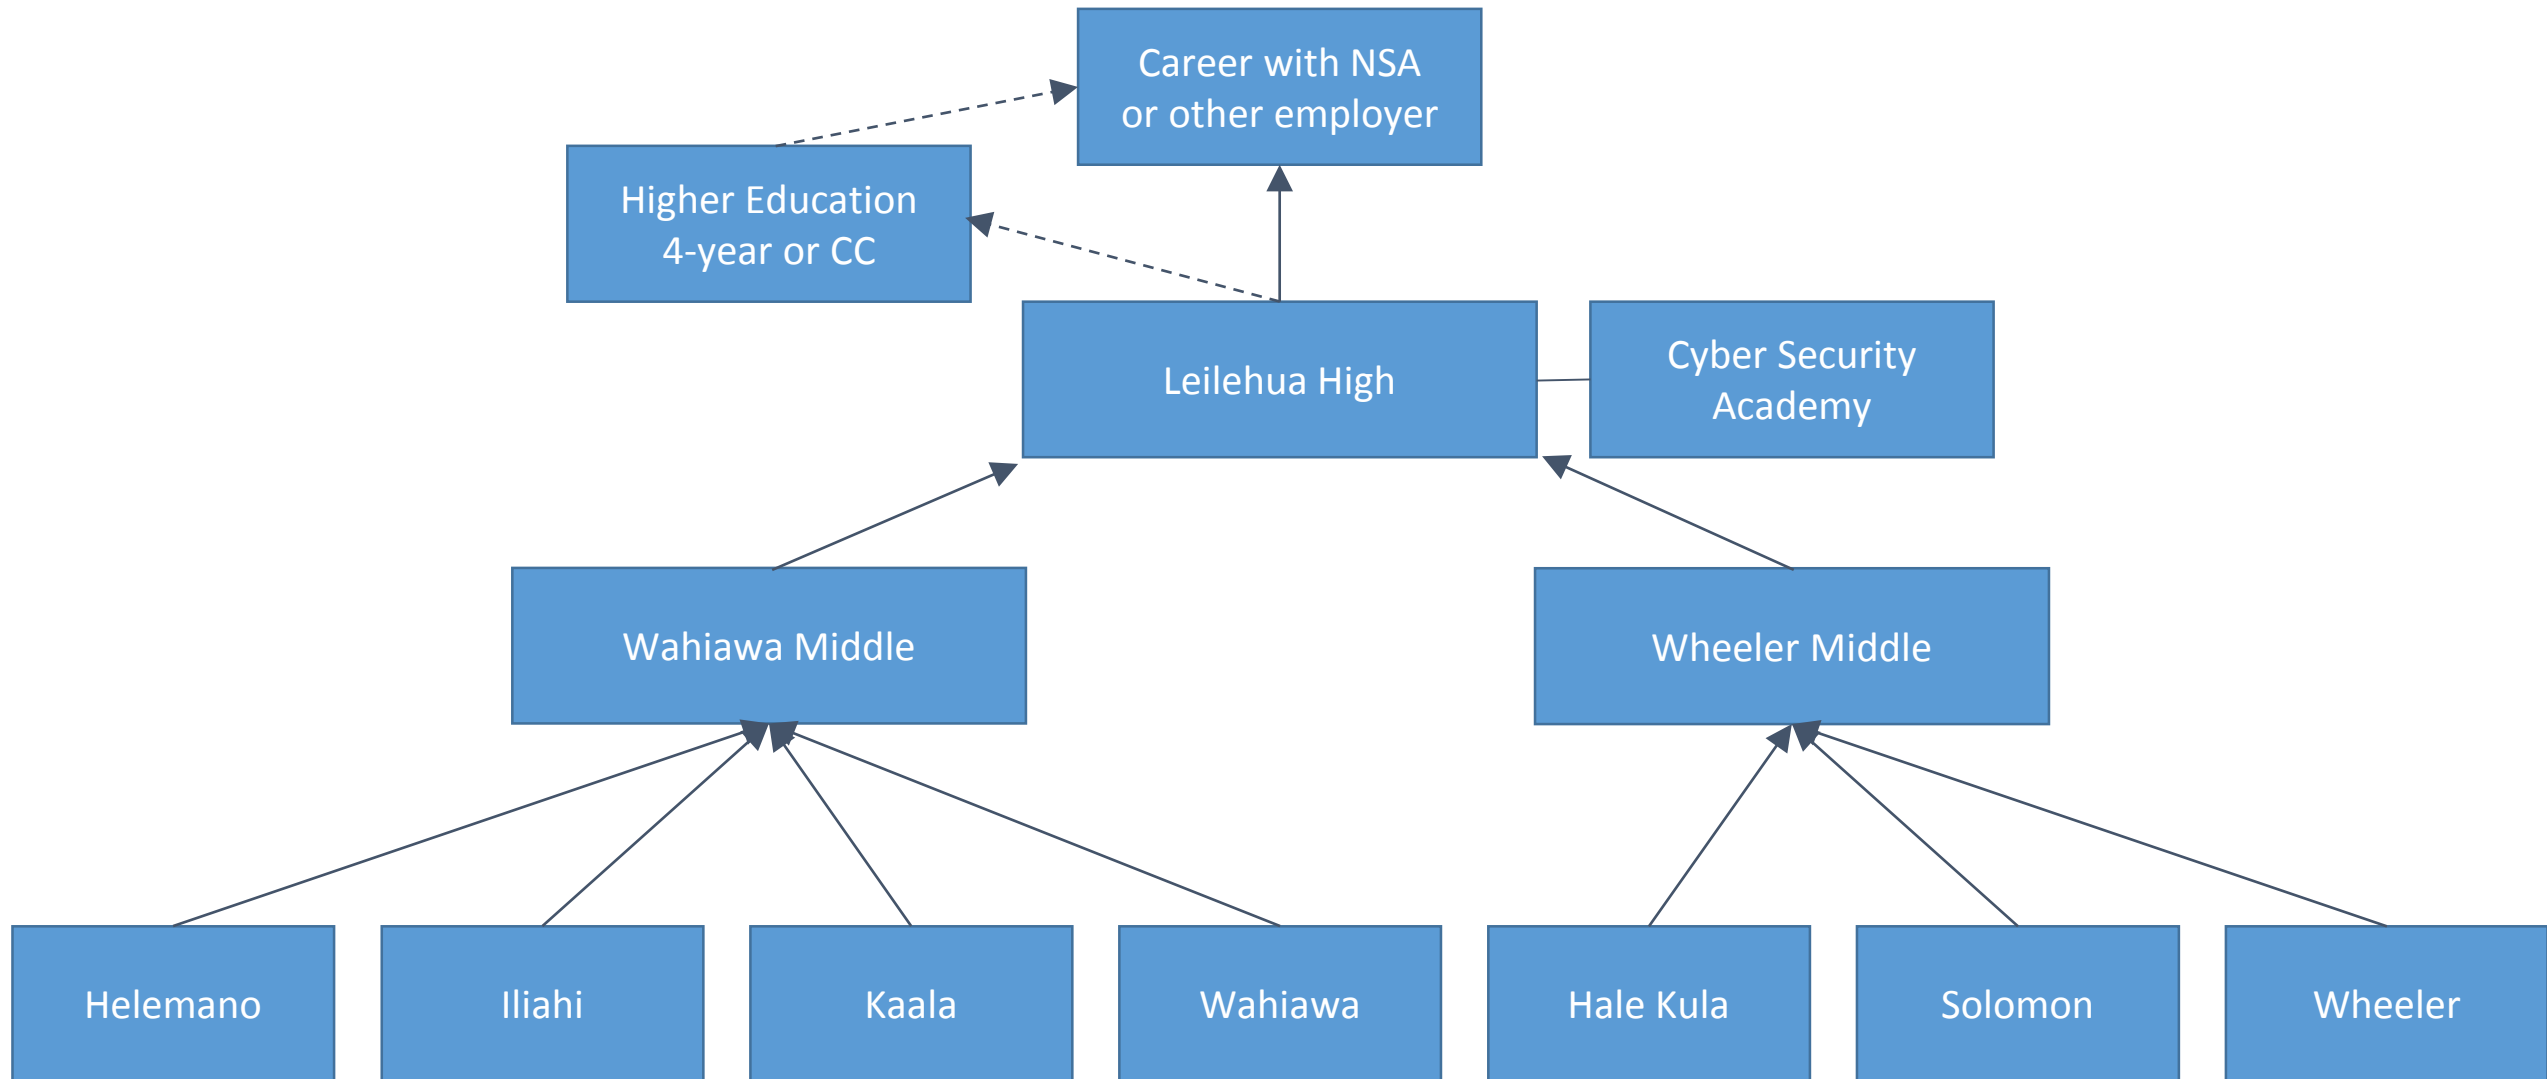 Career with NSA
or other employer
Higher Education
4-year or CC
Leilehua High
Cyber Security
Academy
Wahiawa Middle
Wheeler Middle
Helemano
Iliahi
Kaala
Wahiawa
Hale Kula
Solomon
Wheeler